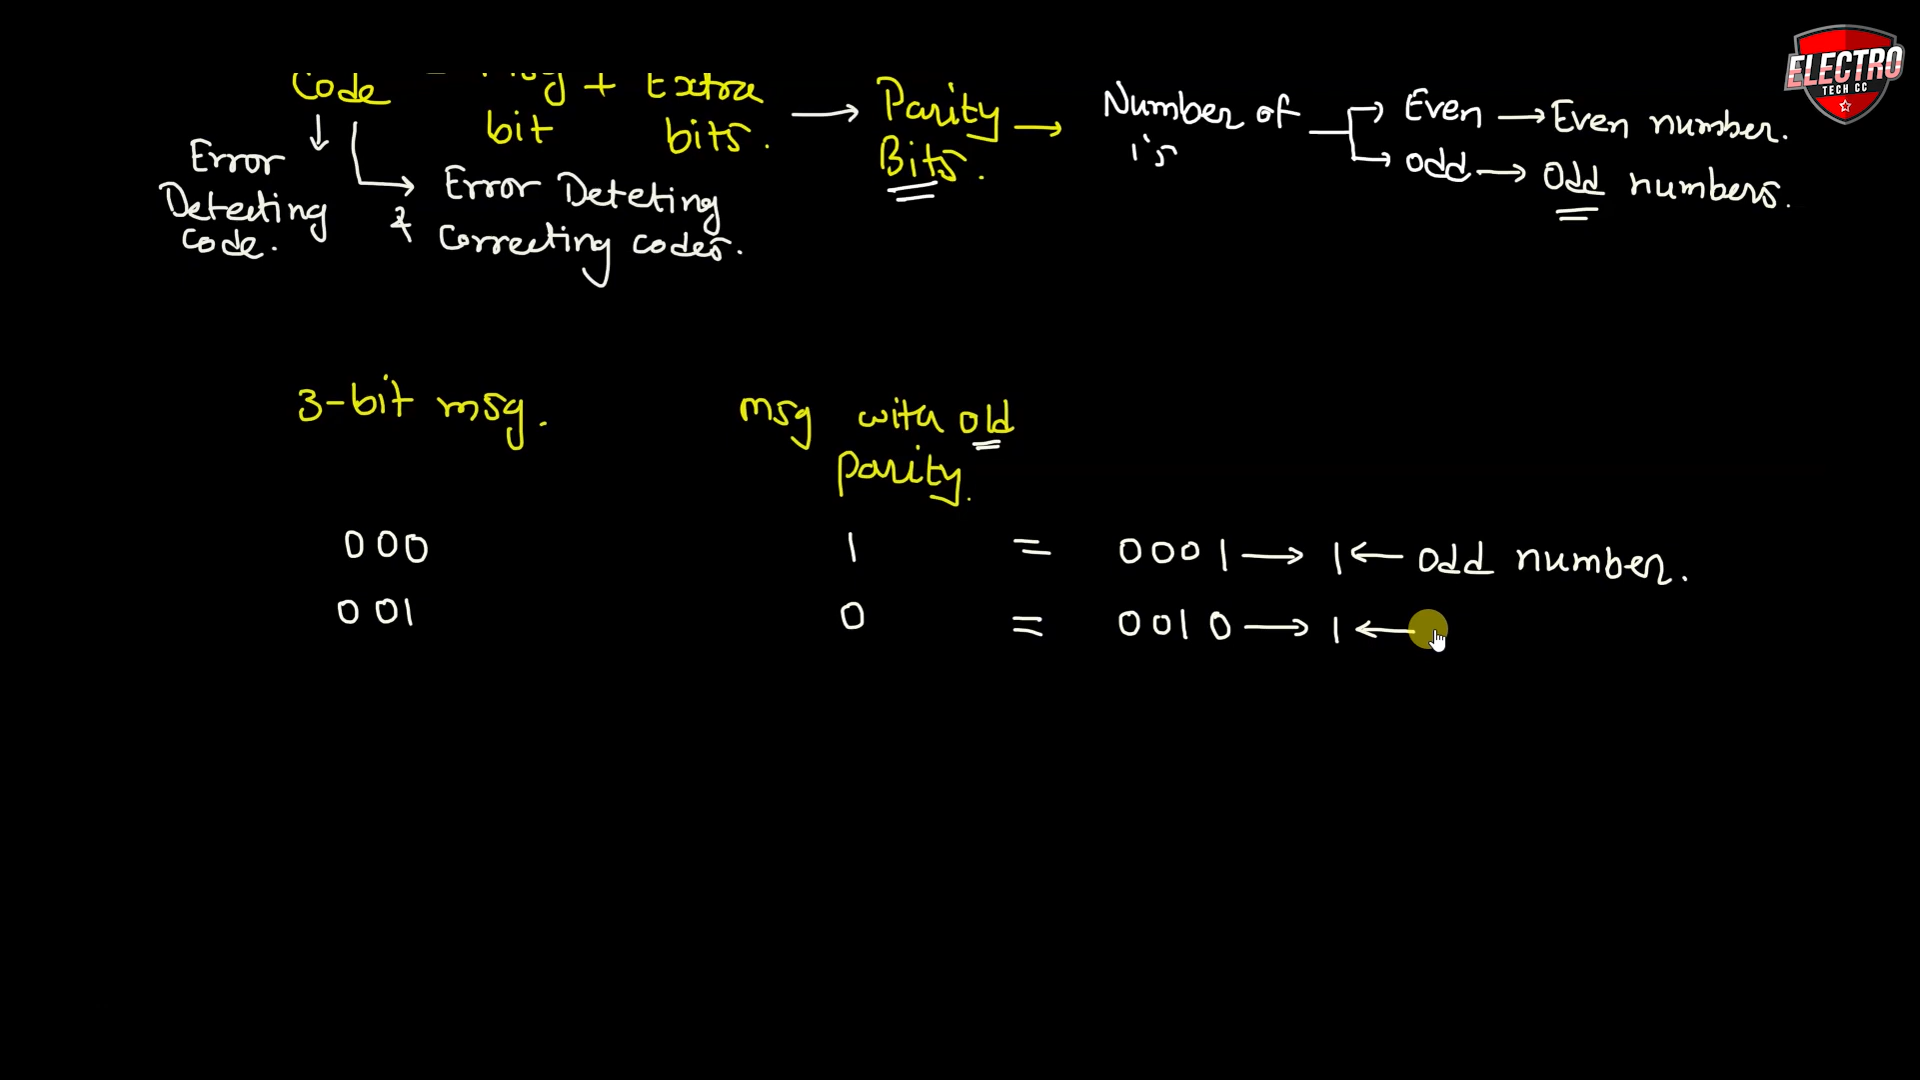 Code = Msg + Extra
bit bits. → Parity Bits. → Number of 1's
Even → Even number.
odd → Odd numbers.
Error Detecting code.
Error Deteting
& Correcting codes.
3-bit msg.
msg with old
parity.
000 1 = 0001 → 1 ← odd number.
001 0 = 0010 → 1 ←
ELECTRO
TECH CC